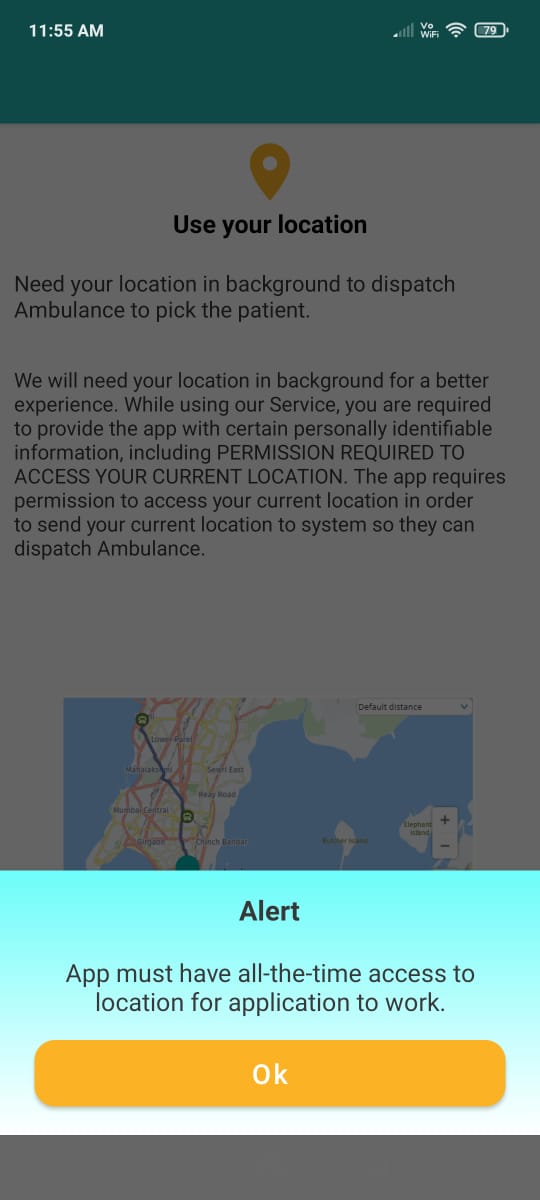 11:55 AM
Vo
WiFi
79
Use your location
Need your location in background to dispatch
Ambulance to pick the patient.
We will need your location in background for a better
experience. While using our Service, you are required
to provide the app with certain personally identifiable
information, including PERMISSION REQUIRED TO
ACCESS YOUR CURRENT LOCATION. The app requires
permission to access your current location in order
to send your current location to system so they can
dispatch Ambulance.
Default distance
Lower Parel
Mahalakshmi
Sewri East
Reay Road
Mumbai Central
Girgaon
Chinch Bandar
Butcher Island
Elephant
Island
+
−
Alert
App must have all-the-time access to
location for application to work.
Ok